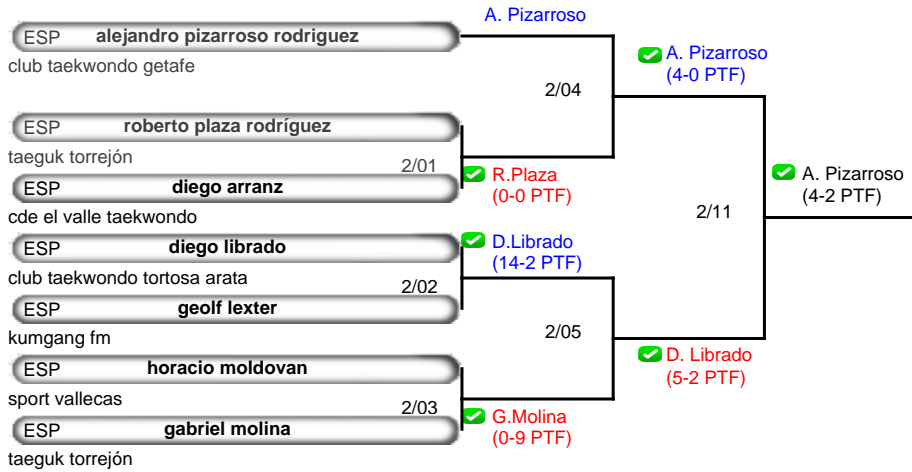 A. Pizarroso
ESP alejandro pizarroso rodriguez
club taekwondo getafe
A. Pizarroso
(4-0 PTF)
2/04
ESP roberto plaza rodríguez
taeguk torrejón
2/01
R.Plaza
(0-0 PTF)
ESP diego arranz
cde el valle taekwondo
A. Pizarroso
(4-2 PTF)
2/11
ESP diego librado
D.Librado
(14-2 PTF)
club taekwondo tortosa arata
2/02
ESP geolf lexter
kumgang fm
2/05
ESP horacio moldovan
sport vallecas
D. Librado
(5-2 PTF)
2/03
G.Molina
(0-9 PTF)
ESP gabriel molina
taeguk torrejón